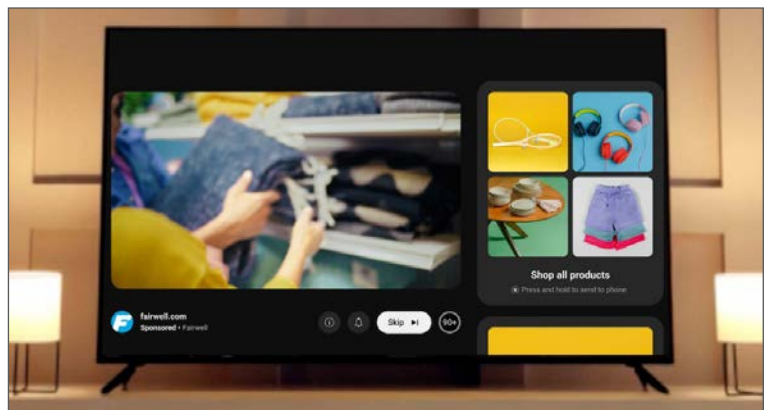 fairwell.com
Sponsored • Fairwell
Skip
90+
Shop all products
Press and hold to send to phone